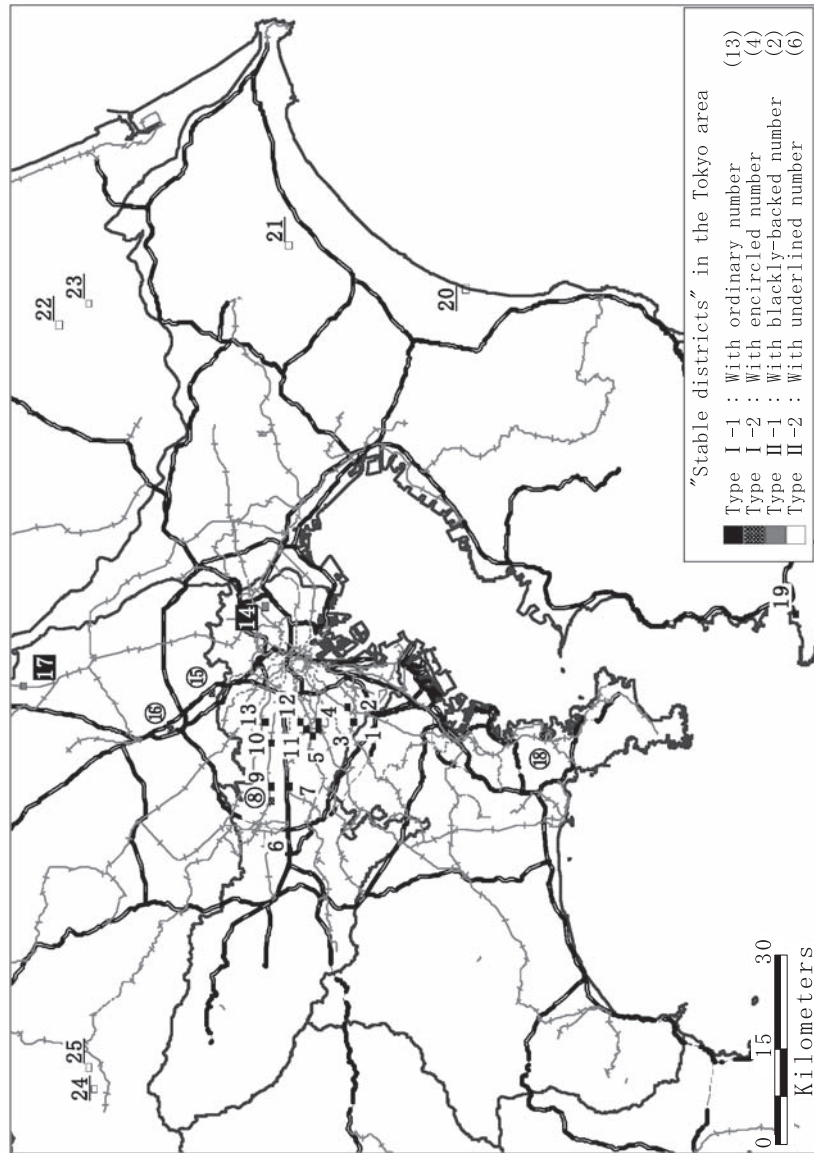 17
22
23
24 25
⑯
⑮
14
⑧ 9 10 13
6
21
11 12
7
5 4
3
1 2
20
⑱
19
"Stable districts" in the Tokyo area
Type Ⅰ-1 : With ordinary number (13)
Type Ⅰ-2 : With encircled number (4)
Type Ⅱ-1 : With blackly-backed number (2)
Type Ⅱ-2 : With underlined number (6)
0 15 30
Kilometers